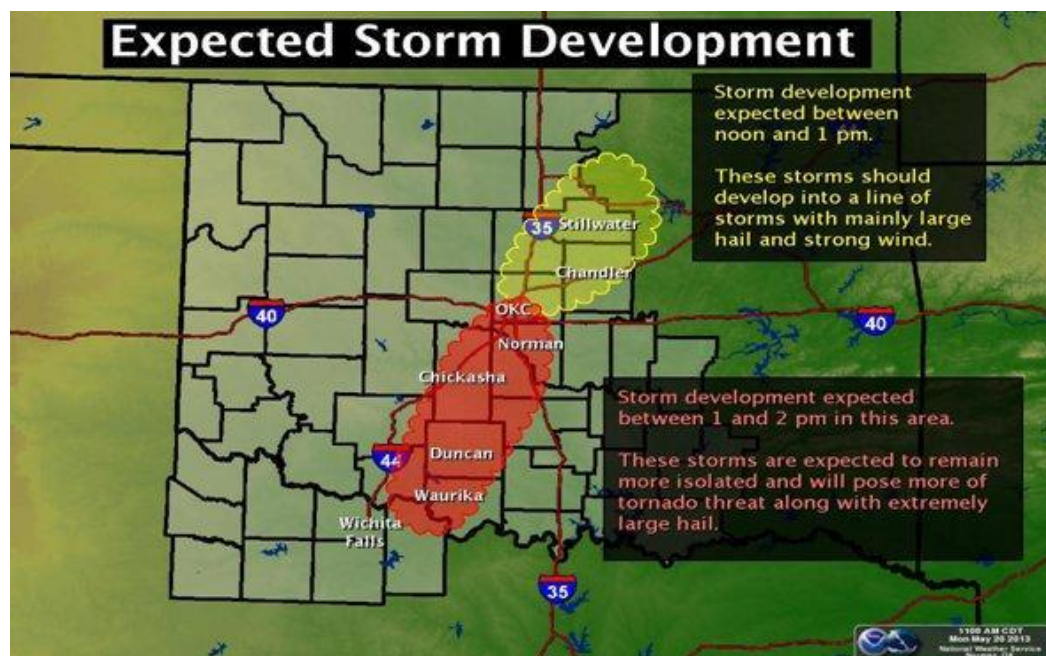 Expected Storm Development
Storm development
expected between
noon and 1 pm.
These storms should
develop into a line of
storms with mainly large
hail and strong wind.
35
Stillwater
Chandler
OKC
40
40
Norman
Chickasha
Storm development expected
between 1 and 2 pm in this area.
These storms are expected to remain
more isolated and will pose more of
tornado threat along with extremely
large hail.
44
Duncan
Waurika
Wichita
Falls
35
1100 AM CDT
Mon May 20 2013
National Weather Service
Norman, OK